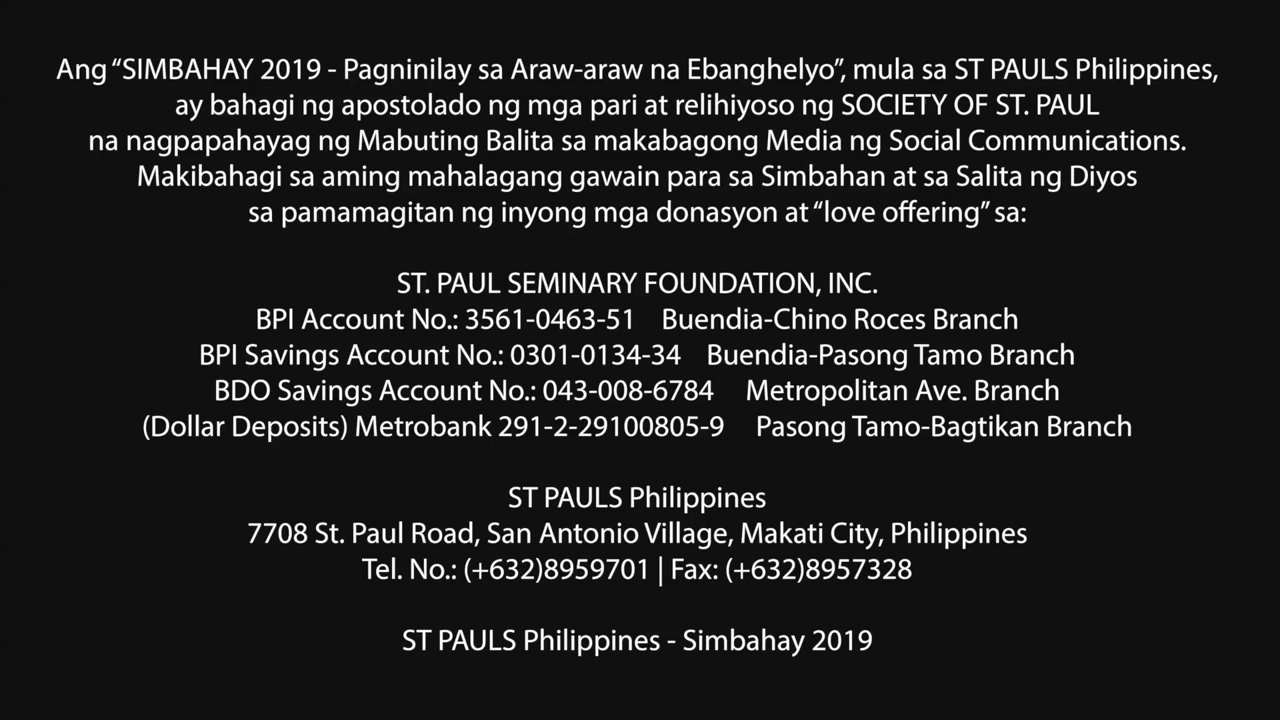 Ang “SIMBAHAY 2019 - Pagninilay sa Araw-araw na Ebanghelyo”, mula sa ST PAULS Philippines,
ay bahagi ng apostolado ng mga pari at relihiyoso ng SOCIETY OF ST. PAUL
na nagpapahayag ng Mabuting Balita sa makabagong Media ng Social Communications.
Makibahagi sa aming mahalagang gawain para sa Simbahan at sa Salita ng Diyos
sa pamamagitan ng inyong mga donasyon at “love offering” sa:
ST. PAUL SEMINARY FOUNDATION, INC.
BPI Account No.: 3561-0463-51 Buendia-Chino Roces Branch
BPI Savings Account No.: 0301-0134-34 Buendia-Pasong Tamo Branch
BDO Savings Account No.: 043-008-6784 Metropolitan Ave. Branch
(Dollar Deposits) Metrobank 291-2-29100805-9 Pasong Tamo-Bagtikan Branch
ST PAULS Philippines
7708 St. Paul Road, San Antonio Village, Makati City, Philippines
Tel. No.: (+632)8959701 | Fax: (+632)8957328
ST PAULS Philippines - Simbahay 2019